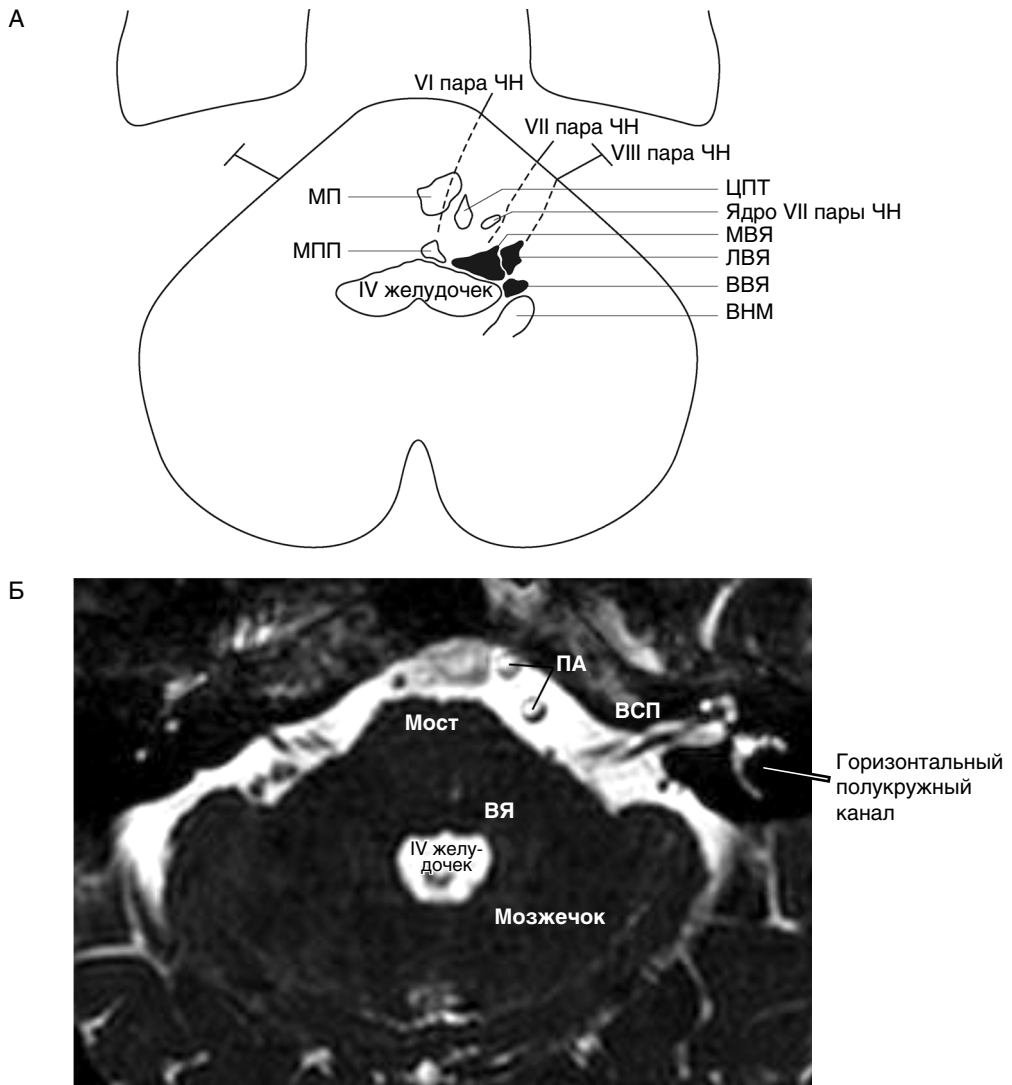 А
VI пара ЧН
VII пара ЧН
VIII пара ЧН
МП
ЦПТ
Ядро VII пары ЧН
МВЯ
МПП
ЛВЯ
ВВЯ
IV желудочек
ВНМ
Б
ПА
ВСП
Мост
Горизонтальный
полукружный
канал
ВЯ
IV желу-
дочек
Мозжечок